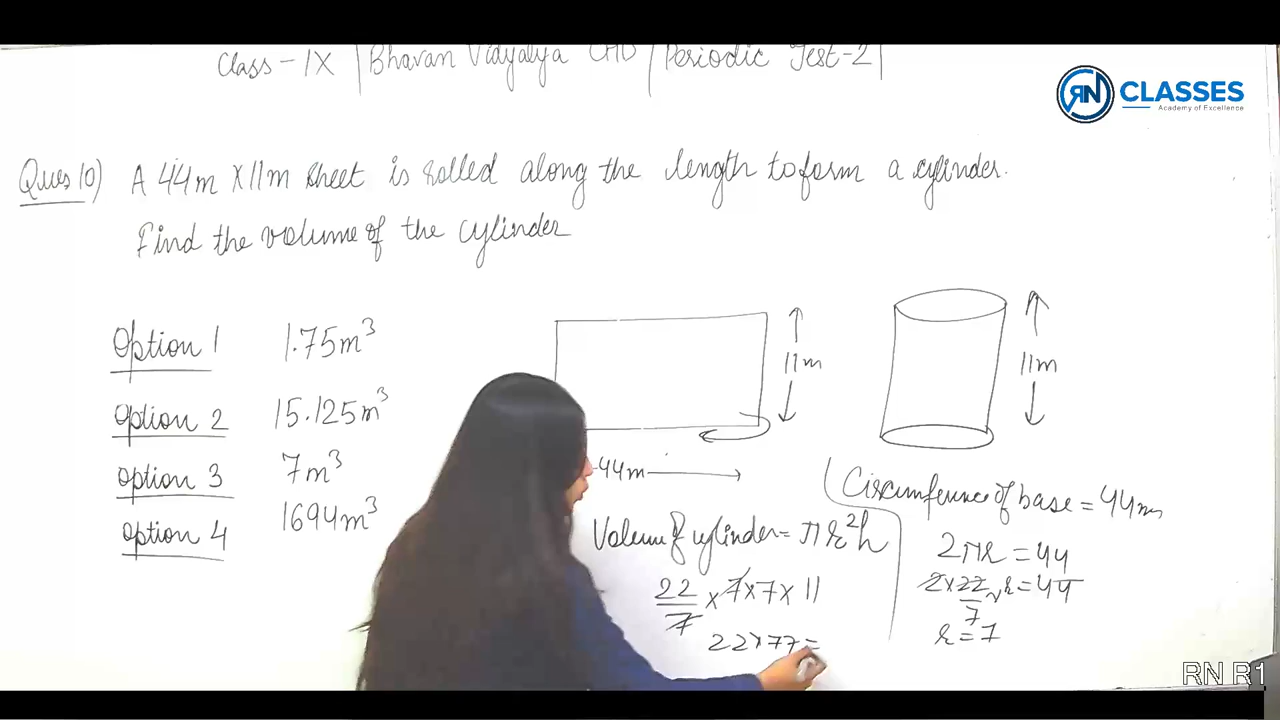 Class-IX | Bhavan Vidyalya CHD | Periodic Test-2 |
RN CLASSES
Academy of Excellence
Ques 10) A 44m X 11m sheet is rolled along the length to form a cylinder.
Find the volume of the cylinder
Option 1 1.75m³
Option 2 15.125m³
Option 3 7m³
Option 4 1694m³
11m
11m
44m
Circumference of base = 44m
2πr = 44
2×22/7 × r = 44
r = 7
Volume of cylinder = πr²h
22/7 × 7 × 7 × 11
22×77=
RN R1